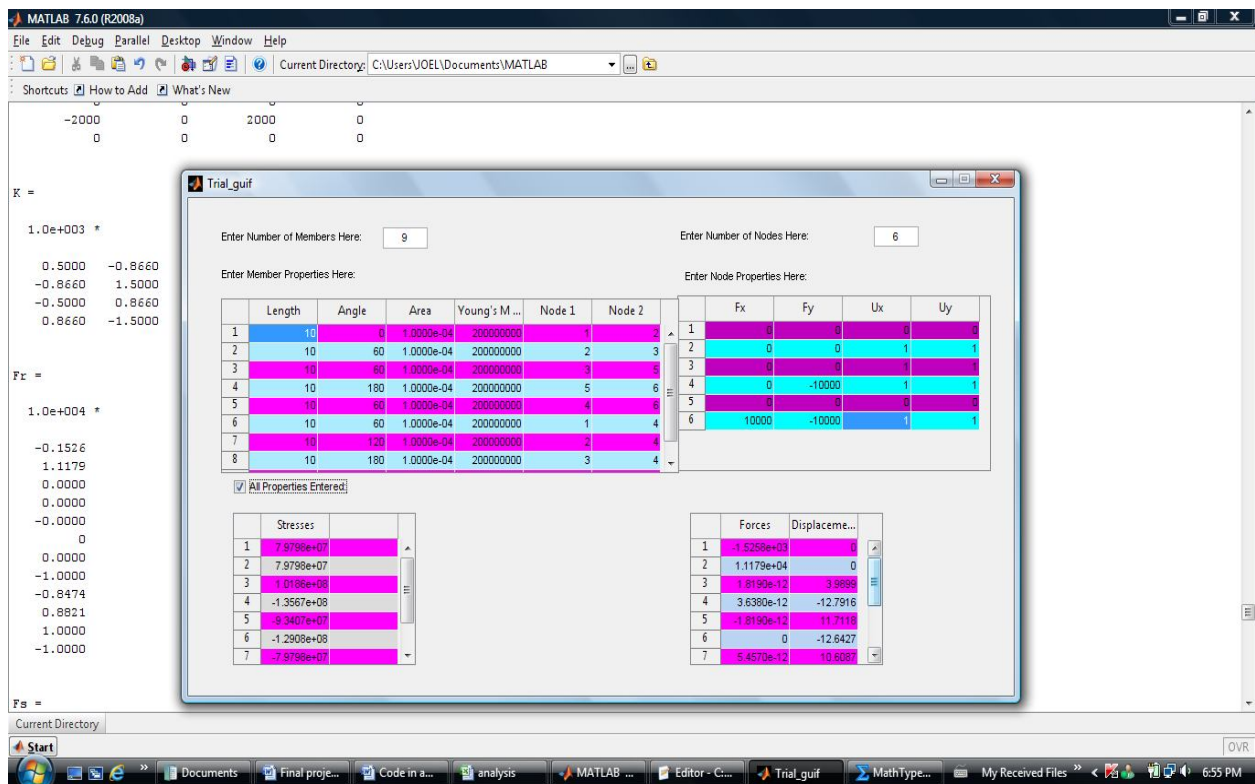 MATLAB 7.6.0 (R2008a)
File Edit Debug Parallel Desktop Window Help
Current Directory: C:\Users\JOEL\Documents\MATLAB
Shortcuts How to Add What's New
-2000 0 2000 0
0 0 0 0
K =
1.0e+003 *
0.5000 -0.8660
-0.8660 1.5000
-0.5000 0.8660
0.8660 -1.5000
Fr =
1.0e+004 *
-0.1526
1.1179
0.0000
0.0000
-0.0000
0
0.0000
-1.0000
-0.8474
0.8821
1.0000
-1.0000
Fs =
Trial_guif
Enter Number of Members Here: 9
Enter Number of Nodes Here: 6
Enter Member Properties Here:
Enter Node Properties Here:
Length Angle Area Young's M ... Node 1 Node 2
1 10 0 1.0000e-04 200000000 1 2
2 10 60 1.0000e-04 200000000 2 3
3 10 60 1.0000e-04 200000000 3 5
4 10 180 1.0000e-04 200000000 5 6
5 10 60 1.0000e-04 200000000 4 6
6 10 60 1.0000e-04 200000000 1 4
7 10 120 1.0000e-04 200000000 2 4
8 10 180 1.0000e-04 200000000 3 4
Fx Fy Ux Uy
1 0 0 0 0
2 0 0 1 1
3 0 0 1 1
4 0 -10000 1 1
5 0 0 0 0
6 10000 -10000 1 1
All Properties Entered
Stresses
1 7.9798e+07
2 7.9798e+07
3 1.0186e+08
4 -1.3567e+08
5 -9.3407e+07
6 -1.2908e+08
7 -7.9798e+07
Forces Displaceme...
1 -1.5258e+03 0
2 1.1179e+04 0
3 1.8190e-12 3.9899
4 3.6380e-12 -12.7916
5 -1.8190e-12 11.7118
6 0 -12.6427
7 5.4570e-12 10.6087
Current Directory
Start OVR
Documents Final proje... Code in a... analysis MATLAB ... Editor - C:... Trial_guif MathType... My Received Files 6:55 PM